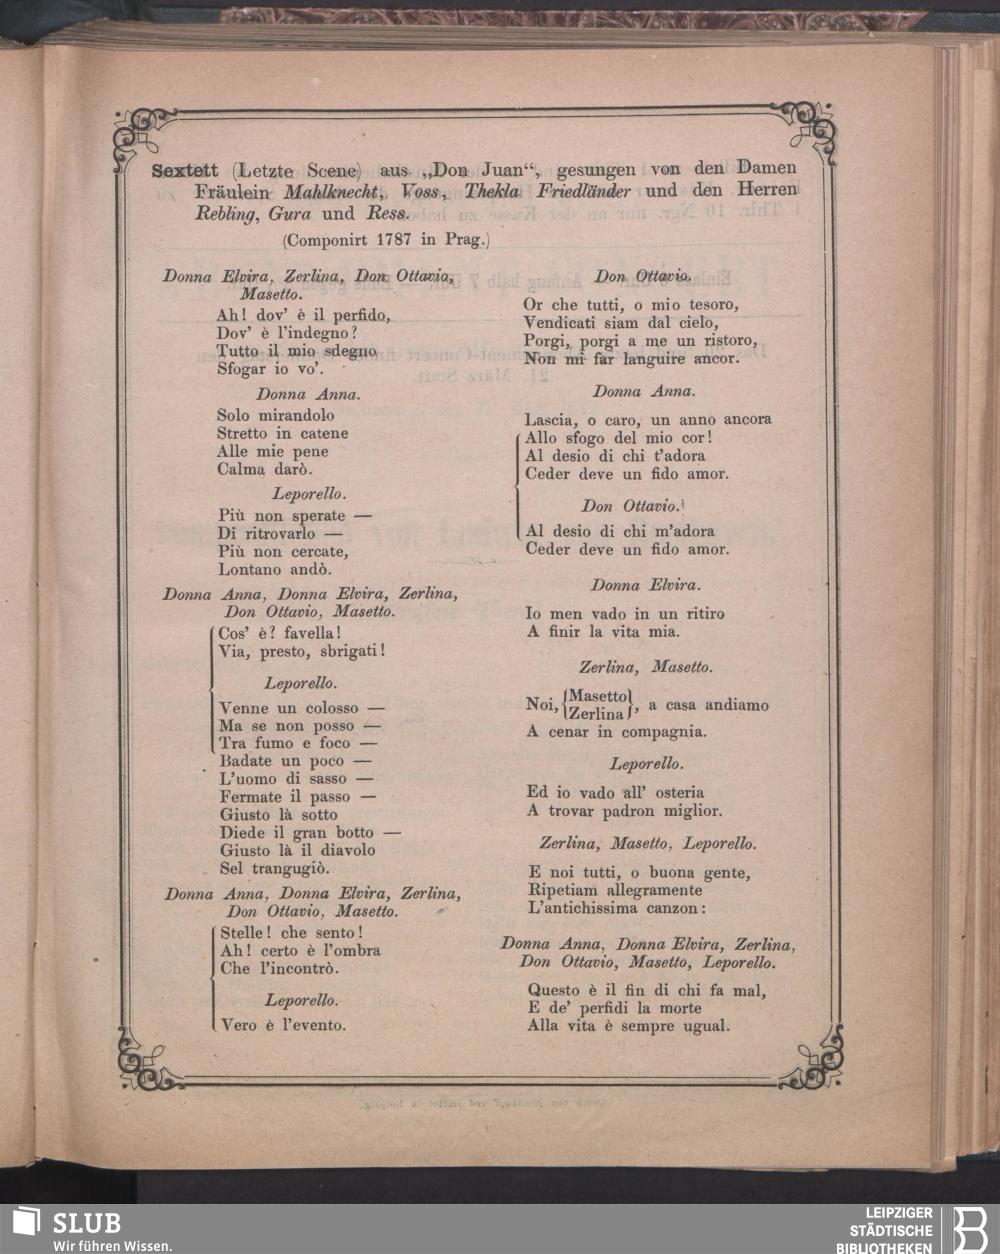 Sextett (Letzte Scene) aus „Don Juan“, gesungen von den Damen
Fräulein Mahlknecht, Voss, Thekla Friedländer und den Herren
Rebling, Gura und Ress.
(Componirt 1787 in Prag.)
Donna Elvira, Zerlina, Don Ottavio,
Masetto.
Ah! dov' è il perfido,
Dov' è l'indegno?
Tutto il mio sdegno
Sfogar io vo'.
Donna Anna.
Solo mirandolo
Stretto in catene
Alle mie pene
Calma darò.
Leporello.
Più non sperate —
Di ritrovarlo —
Più non cercate,
Lontano andò.
Donna Anna, Donna Elvira, Zerlina,
Don Ottavio, Masetto.
Cos' è? favella!
Via, presto, sbrigati!
Leporello.
Venne un colosso —
Ma se non posso —
Tra fumo e foco —
Badate un poco —
L'uomo di sasso —
Fermate il passo —
Giusto là sotto
Diede il gran botto —
Giusto là il diavolo
Sel trangugiò.
Donna Anna, Donna Elvira, Zerlina,
Don Ottavio, Masetto.
Stelle! che sento!
Ah! certo è l'ombra
Che l'incontrò.
Leporello.
Vero è l'evento.
Don Ottavio.
Or che tutti, o mio tesoro,
Vendicati siam dal cielo,
Porgi, porgi a me un ristoro,
Non mi far languire ancor.
Donna Anna.
Lascia, o caro, un anno ancora
Allo sfogo del mio cor!
Al desio di chi t'adora
Ceder deve un fido amor.
Don Ottavio.
Al desio di chi m'adora
Ceder deve un fido amor.
Donna Elvira.
Io men vado in un ritiro
A finir la vita mia.
Zerlina, Masetto.
Noi, {Masetto / Zerlina}, a casa andiamo
A cenar in compagnia.
Leporello.
Ed io vado all' osteria
A trovar padron miglior.
Zerlina, Masetto, Leporello.
E noi tutti, o buona gente,
Ripetiam allegramente
L'antichissima canzon:
Donna Anna, Donna Elvira, Zerlina,
Don Ottavio, Masetto, Leporello.
Questo è il fin di chi fa mal,
E de' perfidi la morte
Alla vita è sempre ugual.
SLUB
Wir führen Wissen.
LEIPZIGER
STÄDTISCHE
BIBLIOTHEKEN